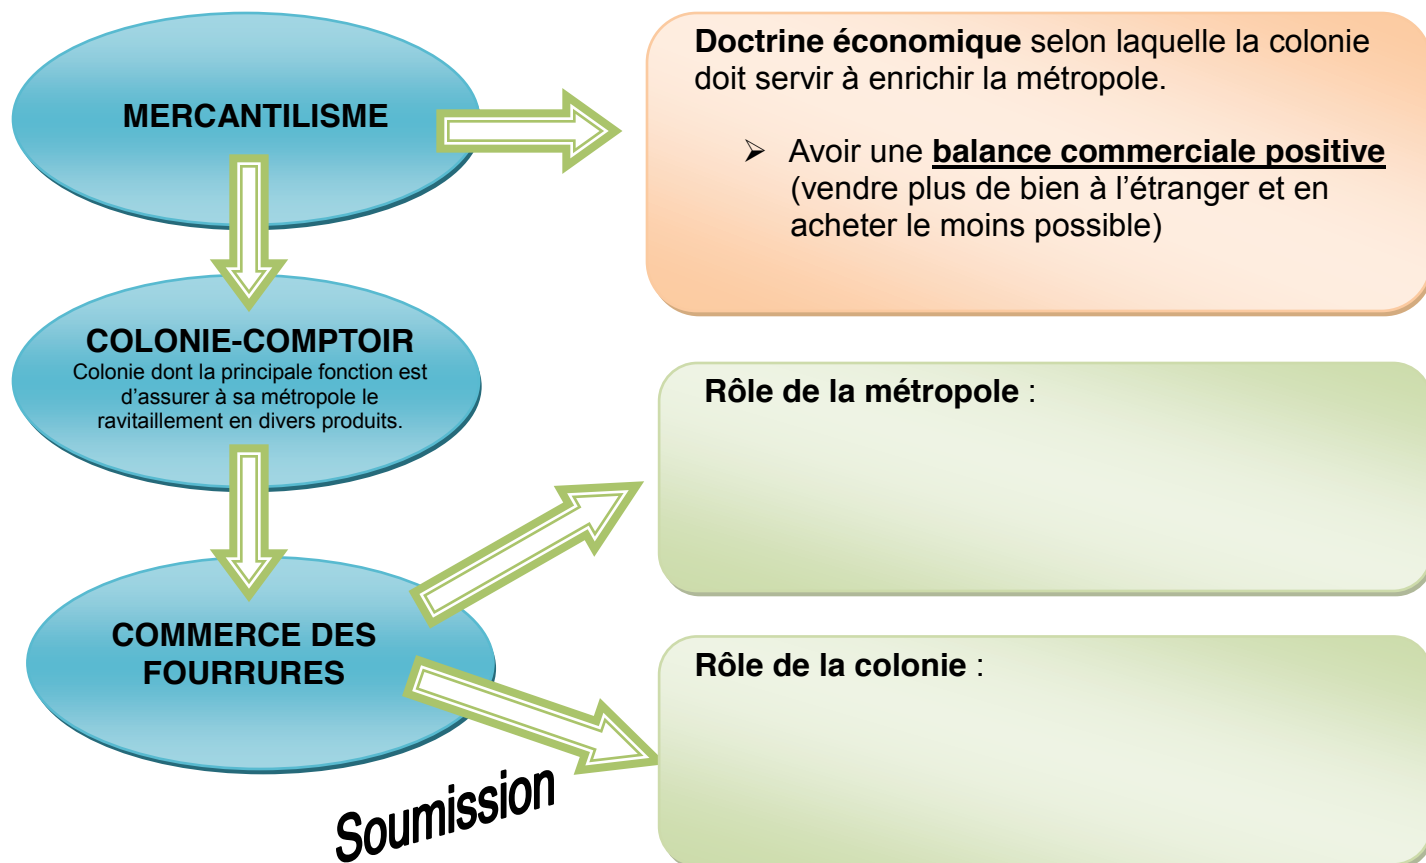 MERCANTILISME
Doctrine économique selon laquelle la colonie
doit servir à enrichir la métropole.
➢ Avoir une balance commerciale positive
(vendre plus de bien à l’étranger et en
acheter le moins possible)
COLONIE-COMPTOIR
Colonie dont la principale fonction est
d’assurer à sa métropole le
ravitaillement en divers produits.
Rôle de la métropole :
COMMERCE DES
FOURRURES
Rôle de la colonie :
Soumission